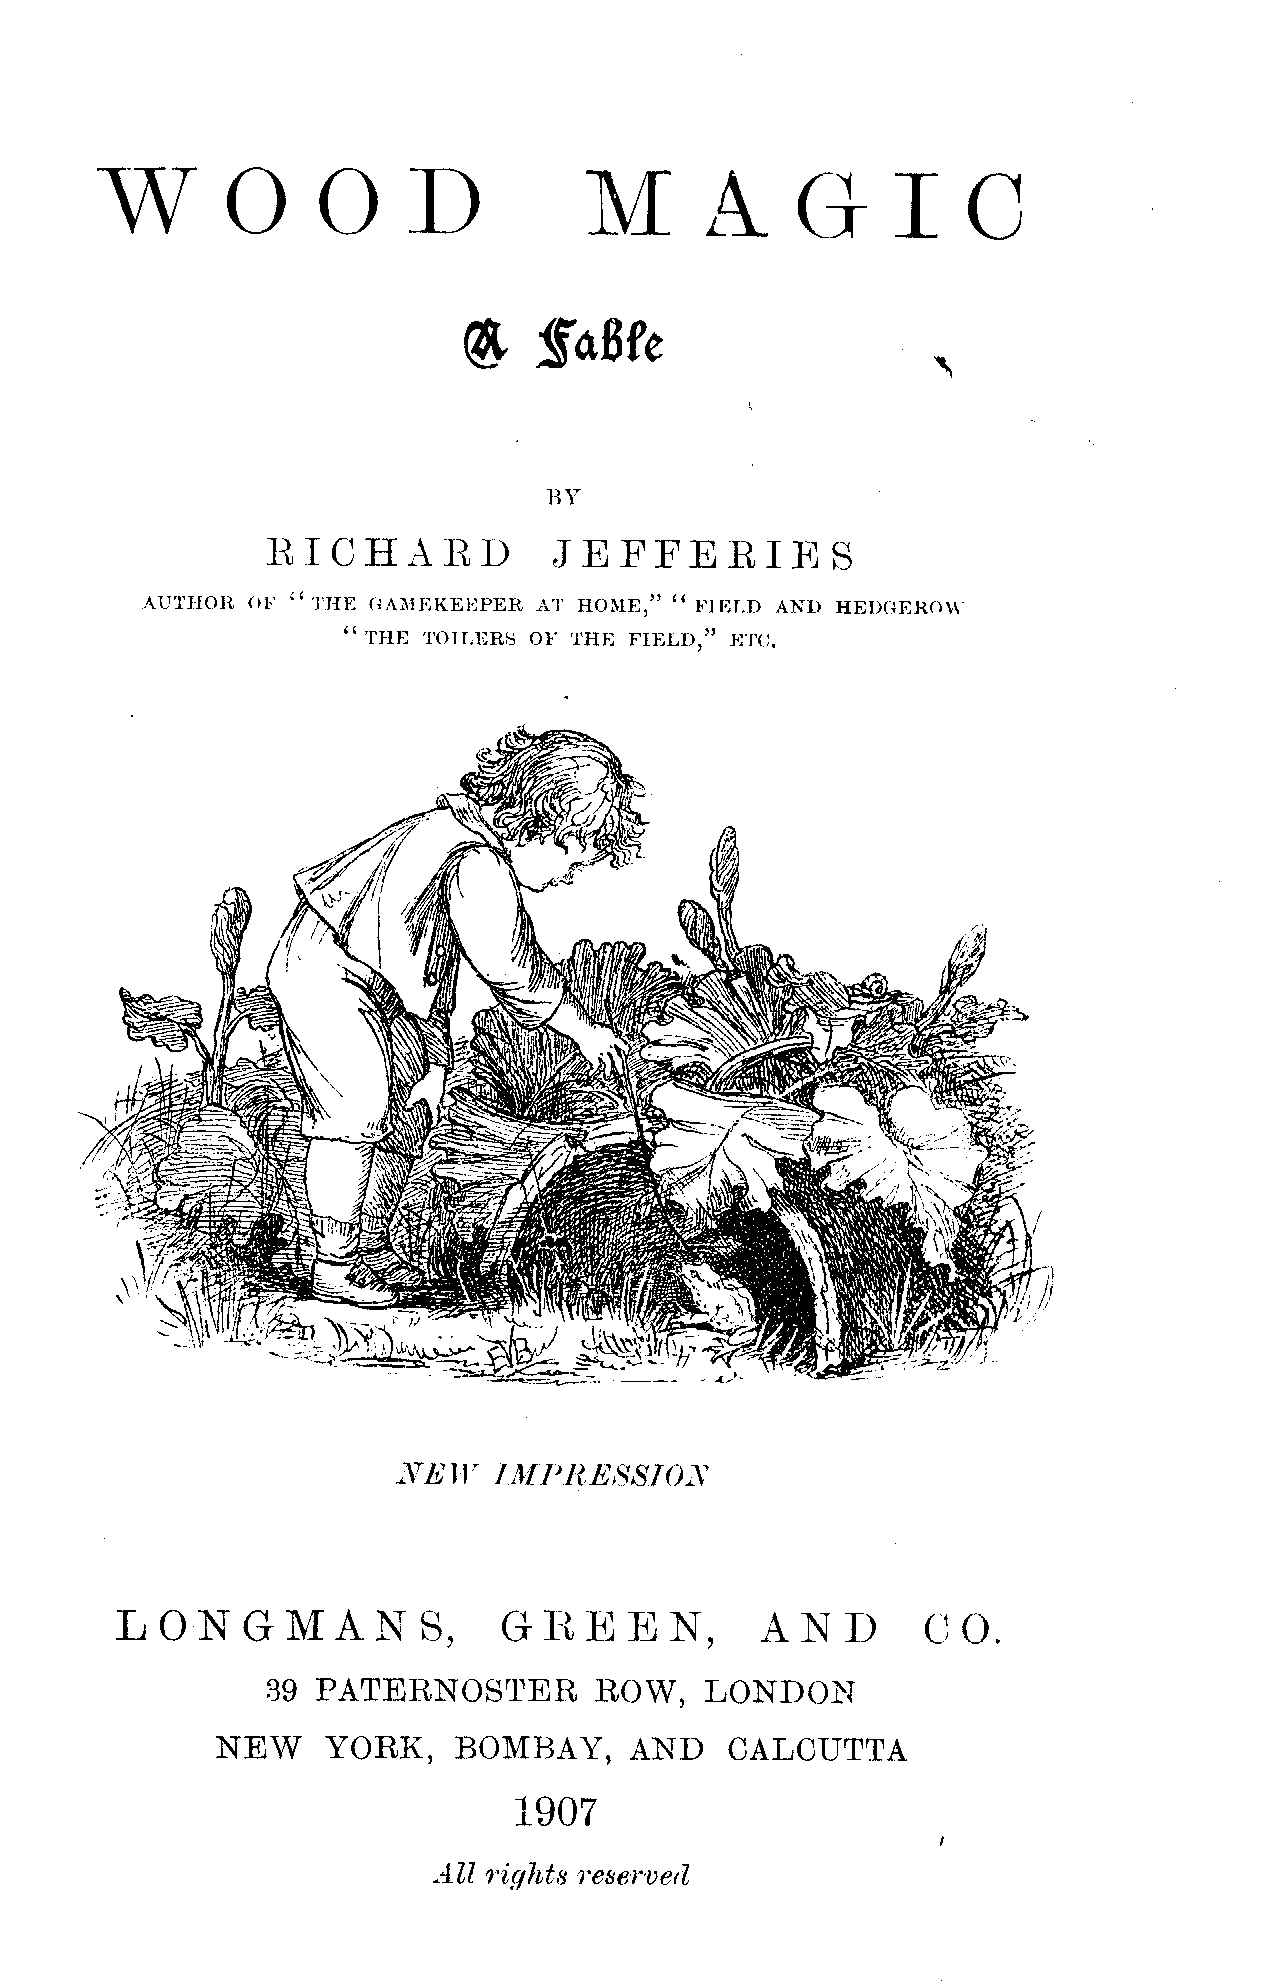 WOOD MAGIC
A Fable
BY
RICHARD JEFFERIES
AUTHOR OF "THE GAMEKEEPER AT HOME," "FIELD AND HEDGEROW
"THE TOILERS OF THE FIELD," ETC.
EVB
NEW IMPRESSION
LONGMANS, GREEN, AND CO.
39 PATERNOSTER ROW, LONDON
NEW YORK, BOMBAY, AND CALCUTTA
1907
All rights reserved